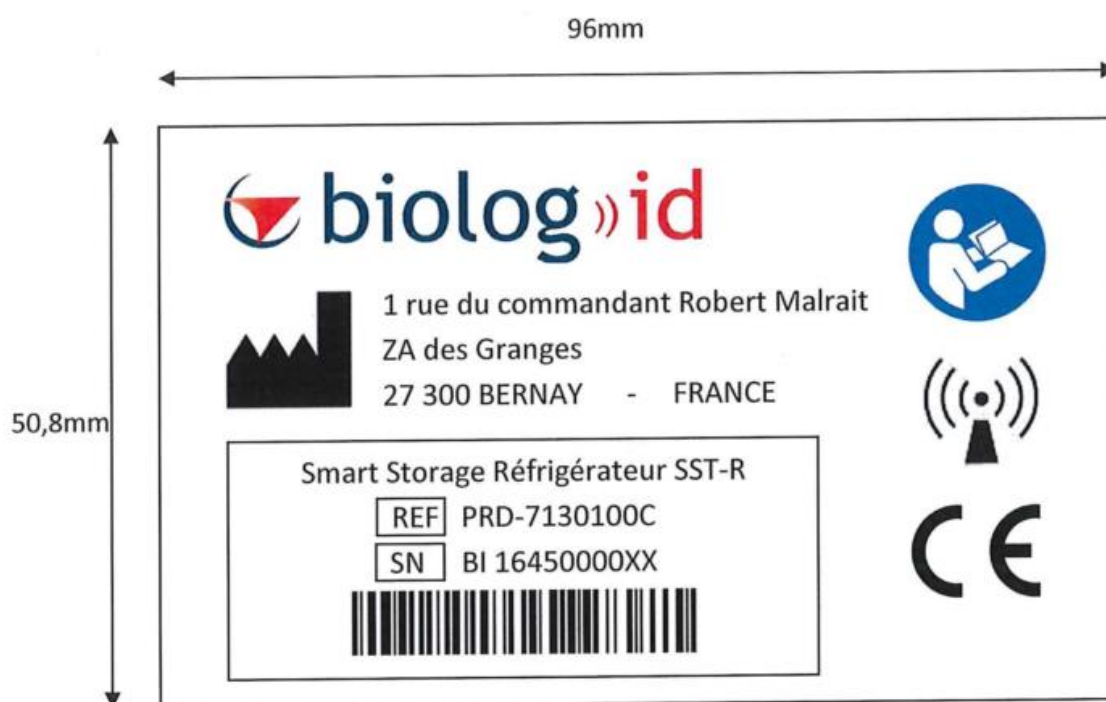 96mm
50,8mm
biolog id
1 rue du commandant Robert Malrait
ZA des Granges
27 300 BERNAY - FRANCE
Smart Storage Réfrigérateur SST-R
REF PRD-7130100C
SN BI 16450000XX
CE